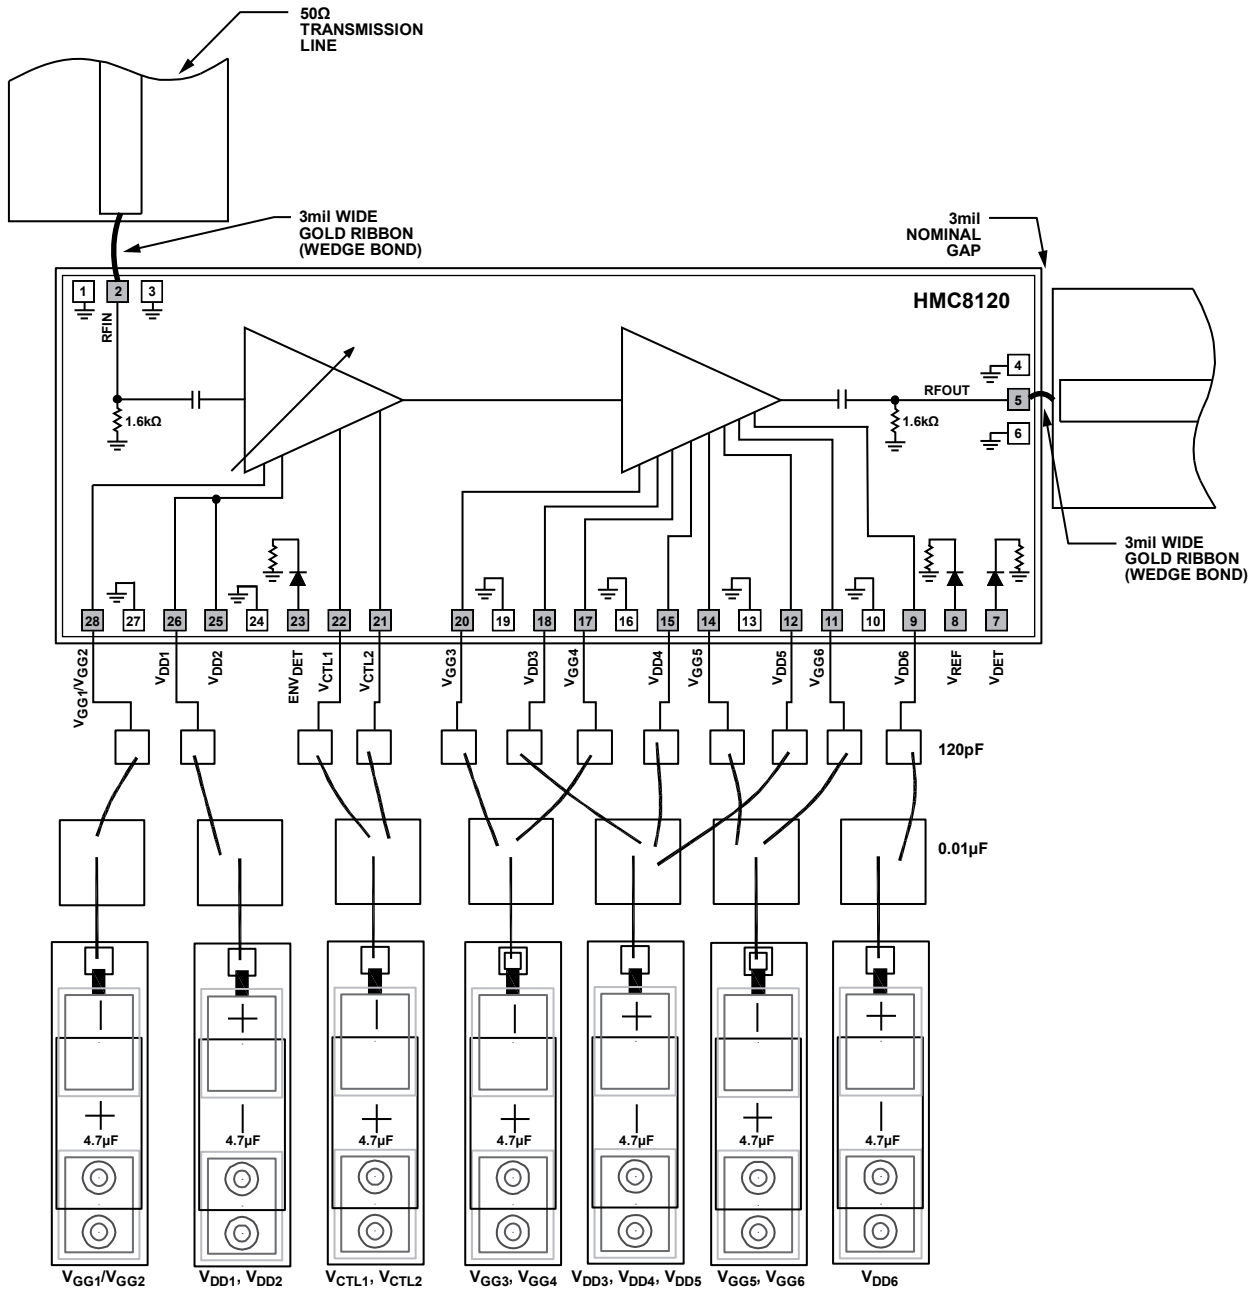 50Ω
TRANSMISSION
LINE
3mil WIDE
GOLD RIBBON
(WEDGE BOND)
3mil
NOMINAL
GAP
HMC8120
1
2
3
RFIN
4
RFOUT
5
6
1.6kΩ
1.6kΩ
3mil WIDE
GOLD RIBBON
(WEDGE BOND)
28
27
26
25
24
23
22
21
20
19
18
17
16
15
14
13
12
11
10
9
8
7
VGG1/VGG2
VDD1
VDD2
ENVDET
VCTL1
VCTL2
VGG3
VDD3
VGG4
VDD4
VGG5
VDD5
VGG6
VDD6
VREF
VDET
120pF
0.01µF
| + | | + | +
+ | + + | + |
4.7µF 4.7µF 4.7µF 4.7µF 4.7µF 4.7µF 4.7µF
VGG1/VGG2 VDD1, VDD2 VCTL1, VCTL2 VGG3, VGG4 VDD3, VDD4, VDD5 VGG5, VGG6 VDD6